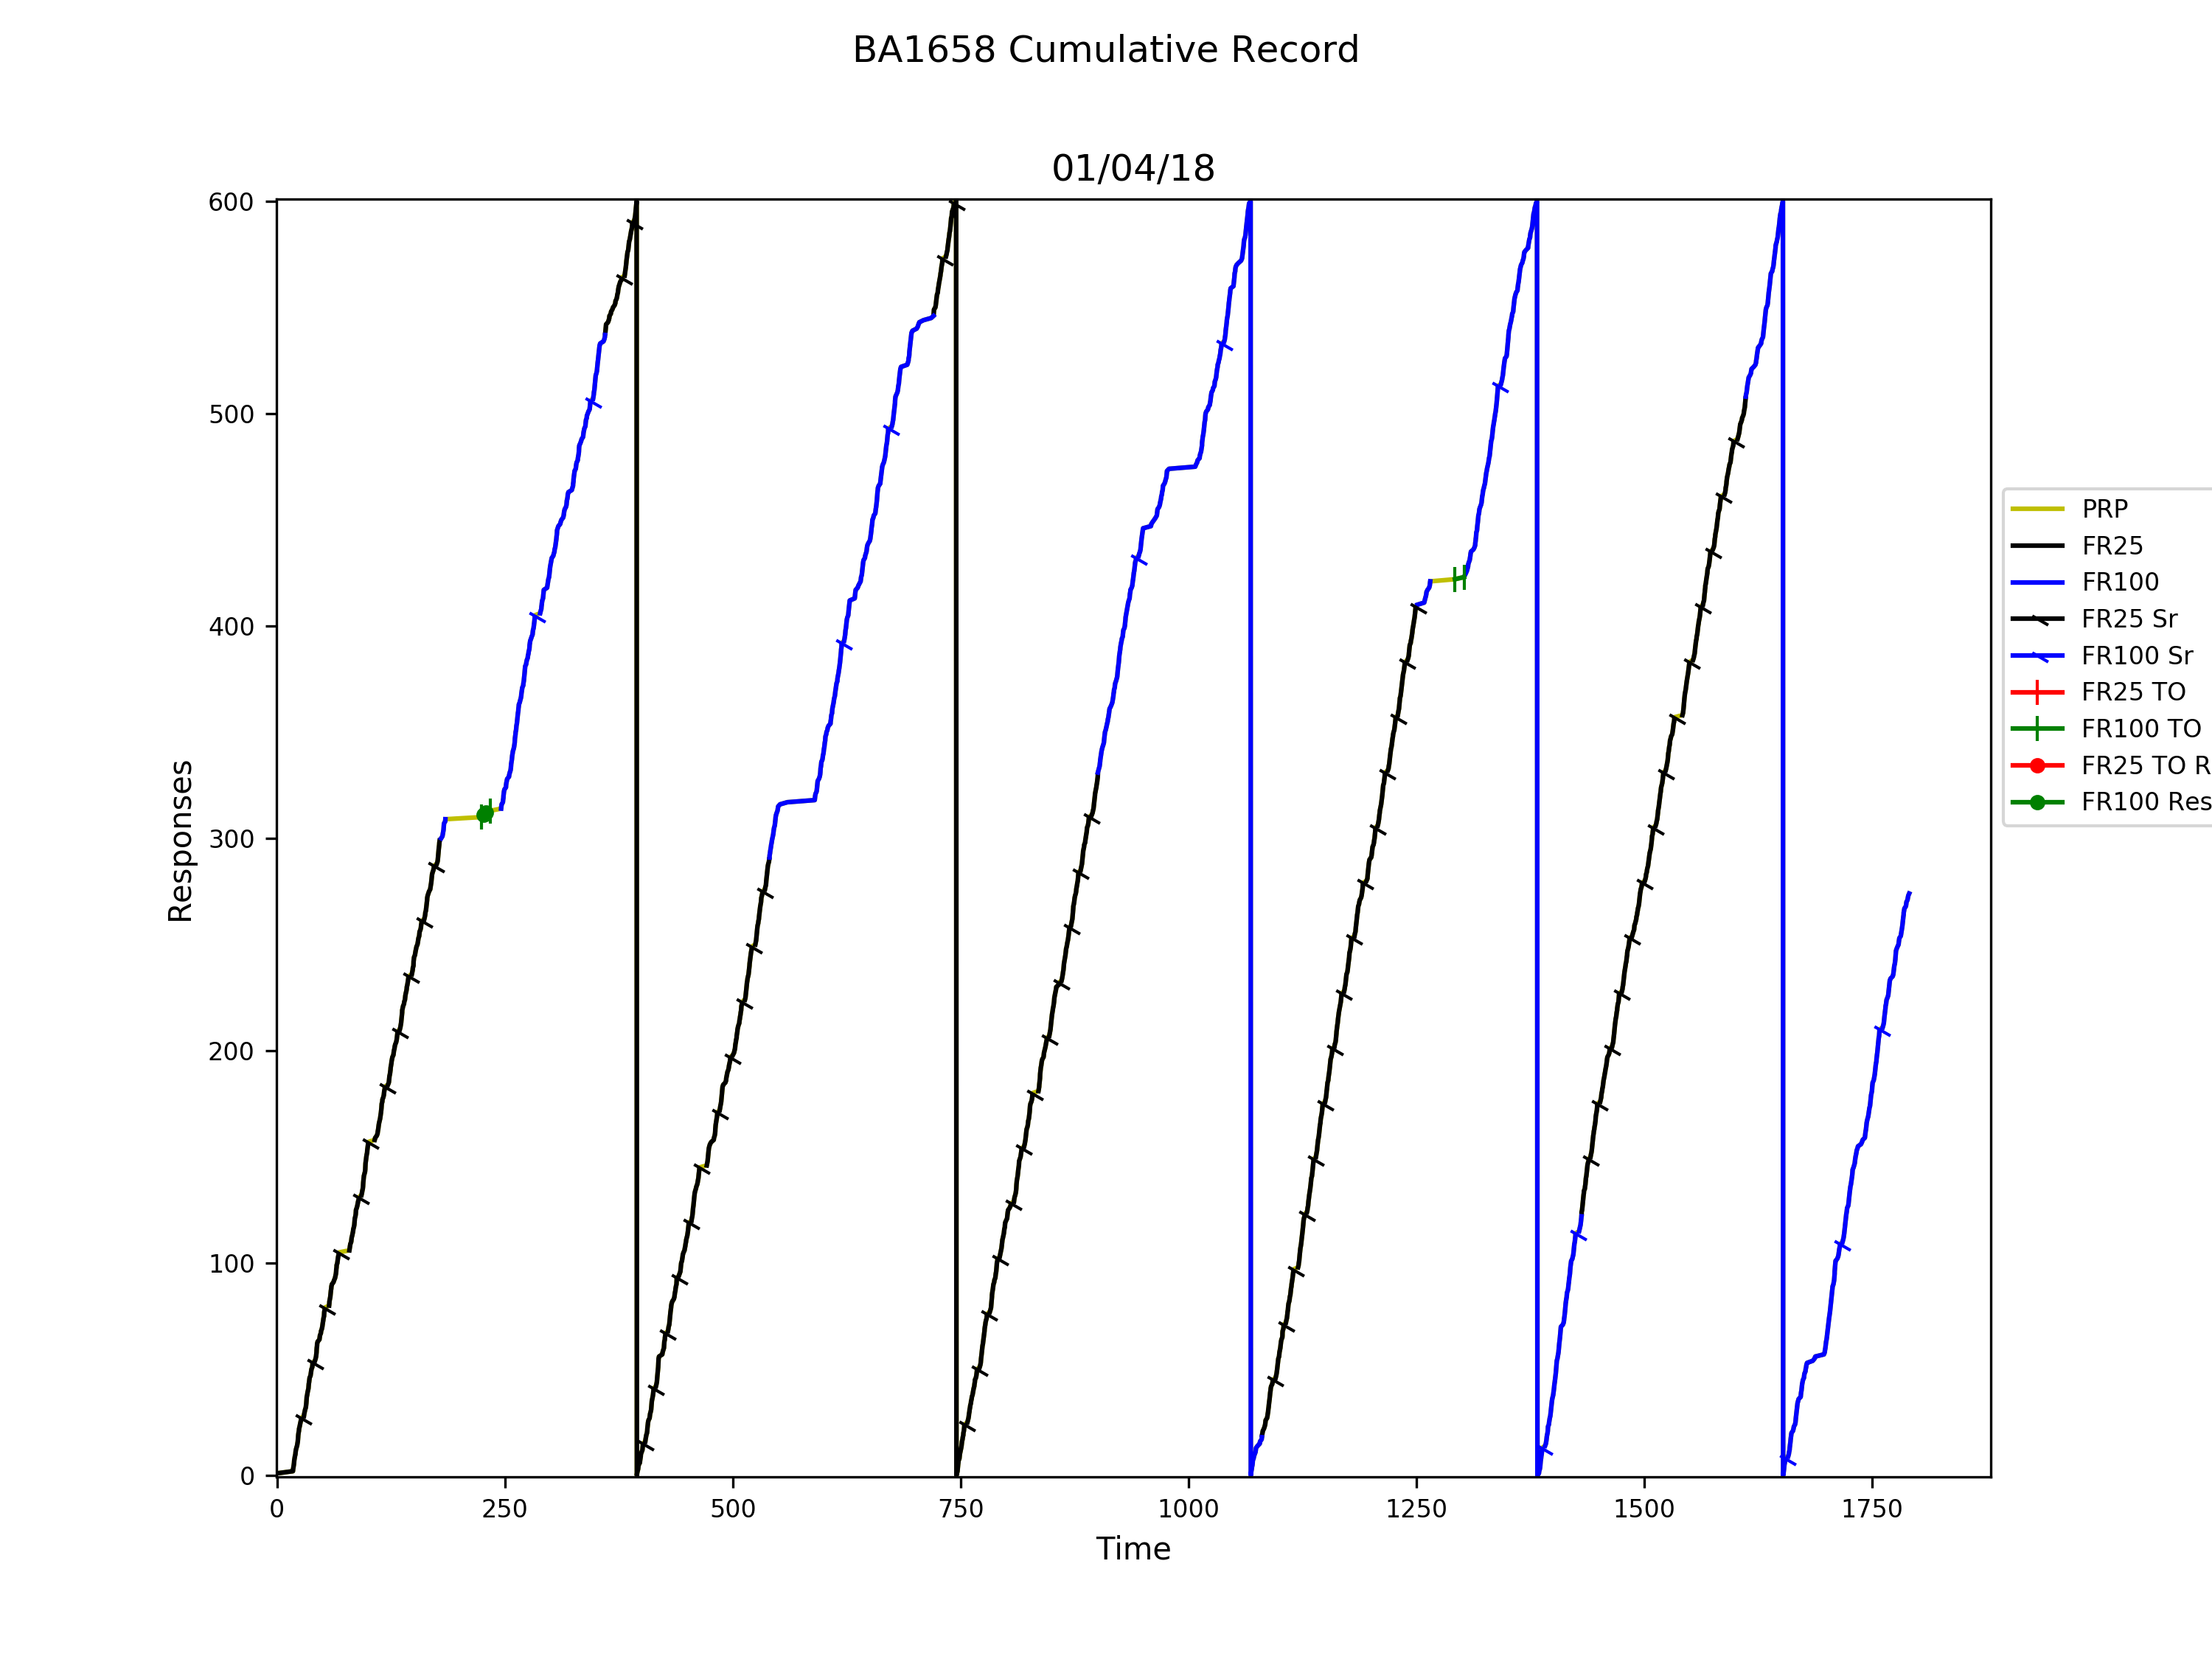 BA1658 Cumulative Record
01/04/18
600
500
400
300
200
100
0
Responses
0 250 500 750 1000 1250 1500 1750
Time
PRP
FR25
FR100
FR25 Sr
FR100 Sr
FR25 TO
FR100 TO
FR25 TO R
FR100 Res